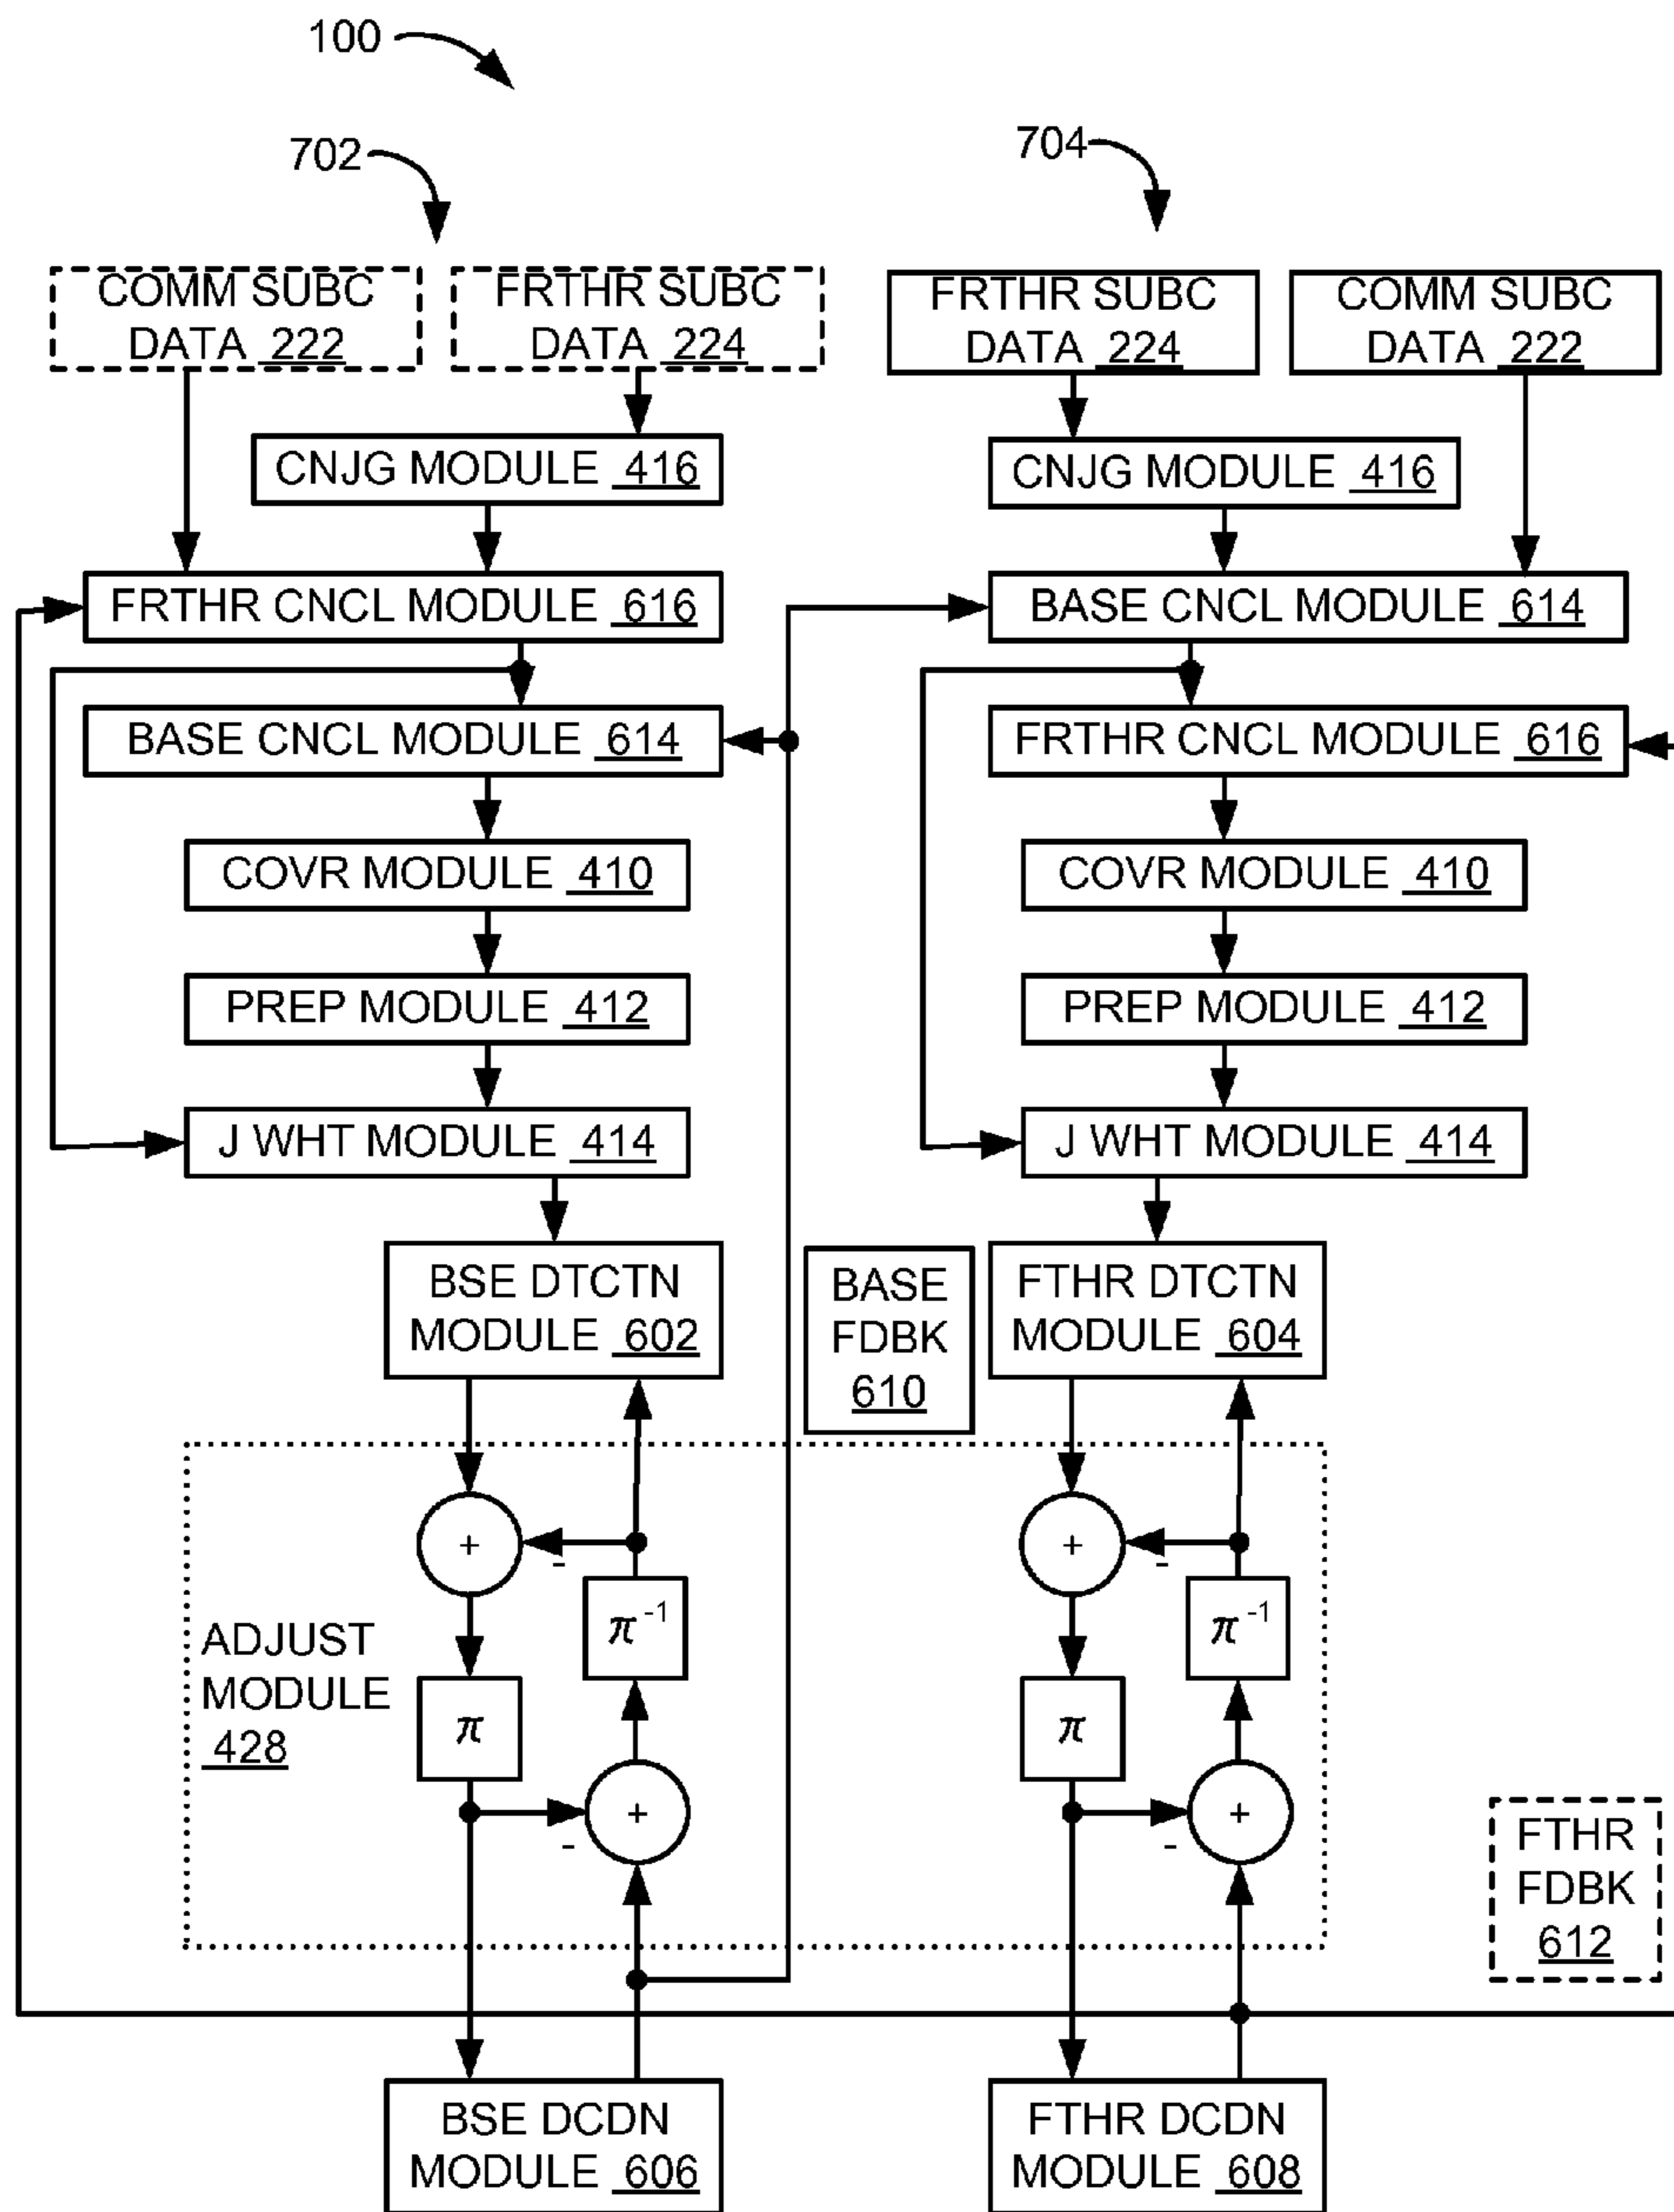 100
702
704
COMM SUBC
DATA 222
FRTHR SUBC
DATA 224
FRTHR SUBC
DATA 224
COMM SUBC
DATA 222
CNJG MODULE 416
CNJG MODULE 416
FRTHR CNCL MODULE 616
BASE CNCL MODULE 614
BASE CNCL MODULE 614
FRTHR CNCL MODULE 616
COVR MODULE 410
COVR MODULE 410
PREP MODULE 412
PREP MODULE 412
J WHT MODULE 414
J WHT MODULE 414
BSE DTCTN
MODULE 602
BASE
FDBK
610
FTHR DTCTN
MODULE 604
+
-
+
-
π⁻¹
π⁻¹
ADJUST
MODULE
428
π
π
+
-
+
-
FTHR
FDBK
612
BSE DCDN
MODULE 606
FTHR DCDN
MODULE 608